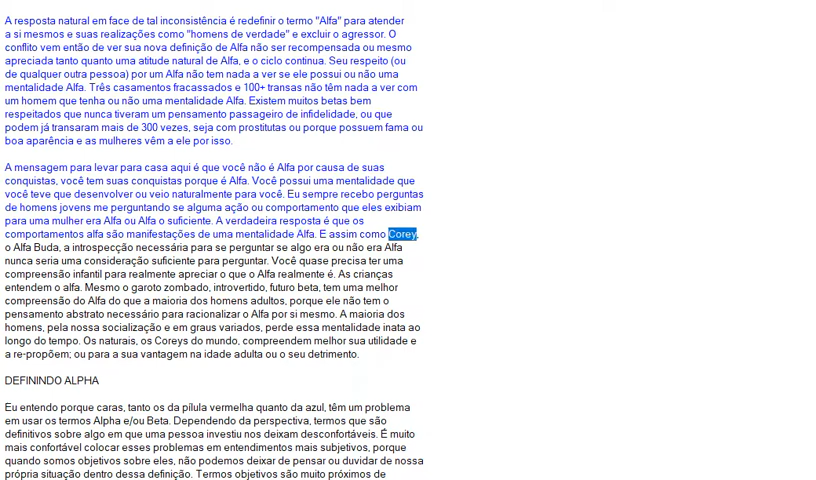 A resposta natural em face de tal inconsistência é redefinir o termo "Alfa" para atender
a si mesmos e suas realizações como "homens de verdade" e excluir o agressor. O
conflito vem então de ver sua nova definição de Alfa não ser recompensada ou mesmo
apreciada tanto quanto uma atitude natural de Alfa, e o ciclo continua. Seu respeito (ou
de qualquer outra pessoa) por um Alfa não tem nada a ver se ele possui ou não uma
mentalidade Alfa. Três casamentos fracassados e 100+ transas não têm nada a ver com
um homem que tenha ou não uma mentalidade Alfa. Existem muitos betas bem
respeitados que nunca tiveram um pensamento passageiro de infidelidade, ou que
podem já transaram mais de 300 vezes, seja com prostitutas ou porque possuem fama ou
boa aparência e as mulheres vêm a ele por isso.
A mensagem para levar para casa aqui é que você não é Alfa por causa de suas
conquistas, você tem suas conquistas porque é Alfa. Você possui uma mentalidade que
você teve que desenvolver ou veio naturalmente para você. Eu sempre recebo perguntas
de homens jovens me perguntando se alguma ação ou comportamento que eles exibiam
para uma mulher era Alfa ou Alfa o suficiente. A verdadeira resposta é que os
comportamentos alfa são manifestações de uma mentalidade Alfa. E assim como Corey,
o Alfa Buda, a introspecção necessária para se perguntar se algo era ou não era Alfa
nunca seria uma consideração suficiente para perguntar. Você quase precisa ter uma
compreensão infantil para realmente apreciar o que o Alfa realmente é. As crianças
entendem o alfa. Mesmo o garoto zombado, introvertido, futuro beta, tem uma melhor
compreensão do Alfa do que a maioria dos homens adultos, porque ele não tem o
pensamento abstrato necessário para racionalizar o Alfa por si mesmo. A maioria dos
homens, pela nossa socialização e em graus variados, perde essa mentalidade inata ao
longo do tempo. Os naturais, os Coreys do mundo, compreendem melhor sua utilidade e
a re-propõem; ou para a sua vantagem na idade adulta ou o seu detrimento.
DEFININDO ALPHA
Eu entendo porque caras, tanto os da pílula vermelha quanto da azul, têm um problema
em usar os termos Alpha e/ou Beta. Dependendo da perspectiva, termos que são
definitivos sobre algo em que uma pessoa investiu nos deixam desconfortáveis. É muito
mais confortável colocar esses problemas em entendimentos mais subjetivos, porque
quando somos objetivos sobre eles, não podemos deixar de pensar ou duvidar de nossa
própria situação dentro dessa definição. Termos objetivos são muito próximos de